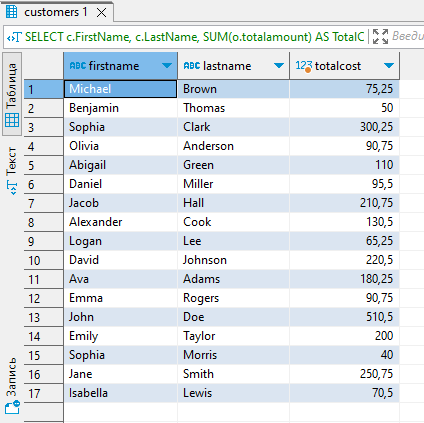 customers 1
SELECT c.FirstName, c.LastName, SUM(o.totalamount) AS TotalC Введи
Таблица
Текст
Запись
ABC firstname ABC lastname 123 totalcost
1 Michael Brown 75,25
2 Benjamin Thomas 50
3 Sophia Clark 300,25
4 Olivia Anderson 90,75
5 Abigail Green 110
6 Daniel Miller 95,5
7 Jacob Hall 210,75
8 Alexander Cook 130,5
9 Logan Lee 65,25
10 David Johnson 220,5
11 Ava Adams 180,25
12 Emma Rogers 90,75
13 John Doe 510,5
14 Emily Taylor 200
15 Sophia Morris 40
16 Jane Smith 250,75
17 Isabella Lewis 70,5